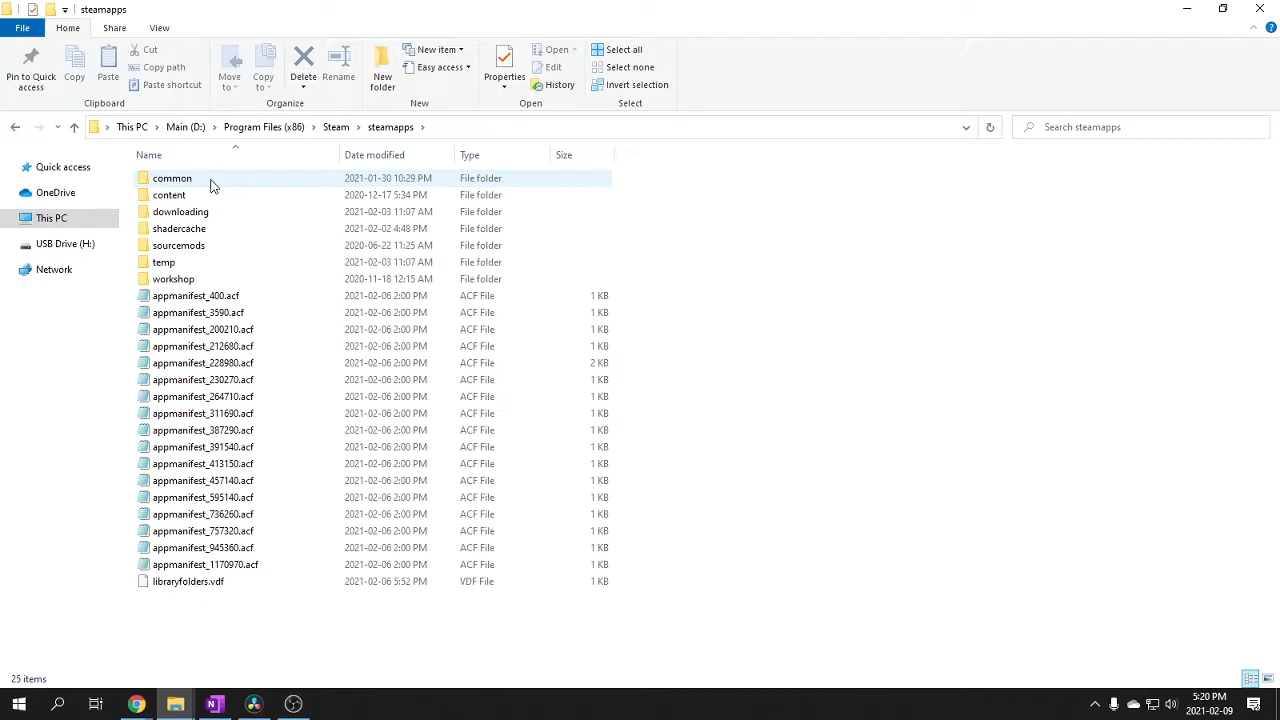 steamapps
File Home Share View
Pin to Quick access
Copy
Paste
Cut
Copy path
Paste shortcut
Clipboard
Move to
Copy to
Delete
Rename
Organize
New folder
New item
Easy access
New
Properties
Open
Edit
History
Open
Select all
Select none
Invert selection
Select
This PC > Main (D:) > Program Files (x86) > Steam > steamapps >
Search steamapps
Quick access
OneDrive
This PC
USB Drive (H:)
Network
Name Date modified Type Size
common 2021-01-30 10:29 PM File folder
content 2020-12-17 5:34 PM File folder
downloading 2021-02-03 11:07 AM File folder
shadercache 2021-02-02 4:48 PM File folder
sourcemods 2020-06-22 11:25 AM File folder
temp 2021-02-03 11:07 AM File folder
workshop 2020-11-18 12:15 AM File folder
appmanifest_400.acf 2021-02-06 2:00 PM ACF File 1 KB
appmanifest_3590.acf 2021-02-06 2:00 PM ACF File 1 KB
appmanifest_200210.acf 2021-02-06 2:00 PM ACF File 1 KB
appmanifest_212680.acf 2021-02-06 2:00 PM ACF File 1 KB
appmanifest_228980.acf 2021-02-06 2:00 PM ACF File 2 KB
appmanifest_230270.acf 2021-02-06 2:00 PM ACF File 1 KB
appmanifest_264710.acf 2021-02-06 2:00 PM ACF File 1 KB
appmanifest_311690.acf 2021-02-06 2:00 PM ACF File 1 KB
appmanifest_387290.acf 2021-02-06 2:00 PM ACF File 1 KB
appmanifest_391540.acf 2021-02-06 2:00 PM ACF File 1 KB
appmanifest_413150.acf 2021-02-06 2:00 PM ACF File 1 KB
appmanifest_457140.acf 2021-02-06 2:00 PM ACF File 1 KB
appmanifest_595140.acf 2021-02-06 2:00 PM ACF File 1 KB
appmanifest_736260.acf 2021-02-06 2:00 PM ACF File 1 KB
appmanifest_757320.acf 2021-02-06 2:00 PM ACF File 1 KB
appmanifest_945360.acf 2021-02-06 2:00 PM ACF File 1 KB
appmanifest_1170970.acf 2021-02-06 2:00 PM ACF File 1 KB
libraryfolders.vdf 2021-02-06 5:52 PM VDF File 1 KB
25 items
5:20 PM
2021-02-09